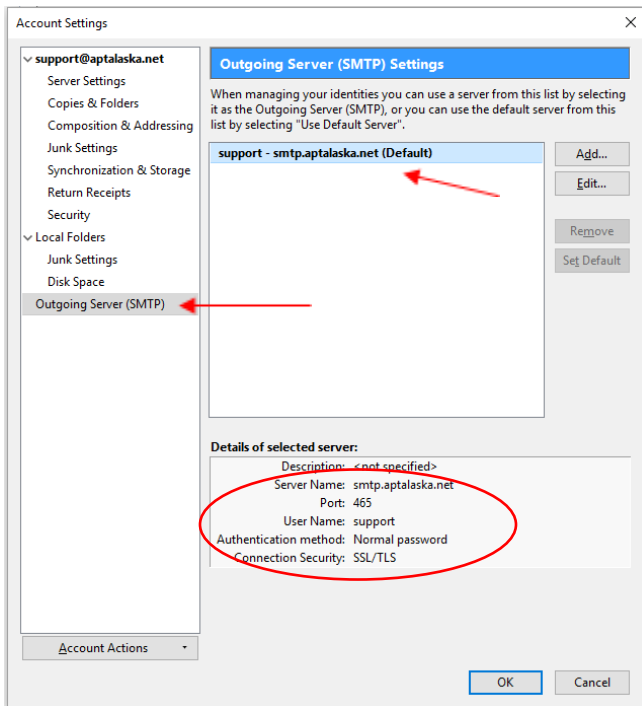 Account Settings
support@aptalaska.net
Server Settings
Copies & Folders
Composition & Addressing
Junk Settings
Synchronization & Storage
Return Receipts
Security
Local Folders
Junk Settings
Disk Space
Outgoing Server (SMTP)
Account Actions
Outgoing Server (SMTP) Settings
When managing your identities you can use a server from this list by selecting
it as the Outgoing Server (SMTP), or you can use the default server from this
list by selecting "Use Default Server".
support - smtp.aptalaska.net (Default)
Add...
Edit...
Remove
Set Default
Details of selected server:
Description: <not specified>
Server Name: smtp.aptalaska.net
Port: 465
User Name: support
Authentication method: Normal password
Connection Security: SSL/TLS
OK
Cancel